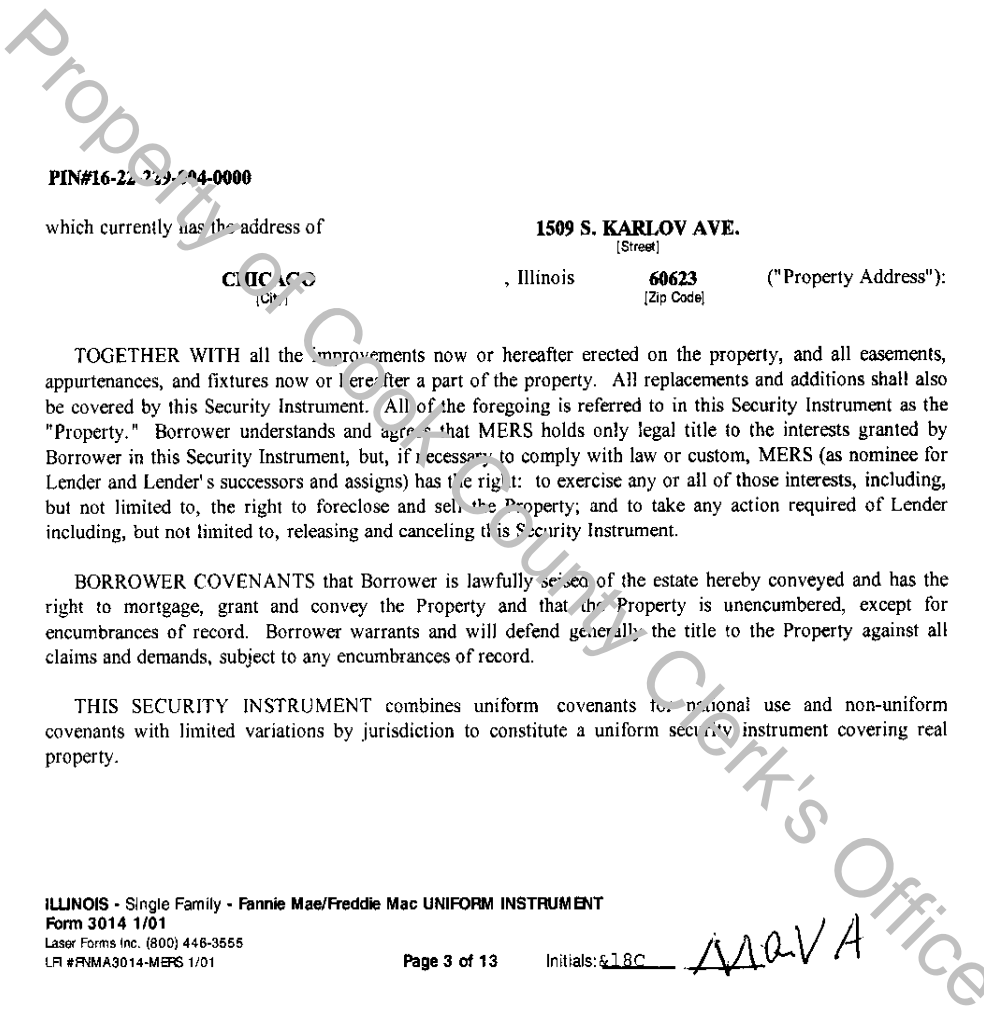 Property of Cook County Clerk's Office
which currently has the address of 1509 S. KARLOV AVE.
[Street]
CHICAGO , Illinois 60623 ("Property Address"):
[City] [Zip Code]
TOGETHER WITH all the improvements now or hereafter erected on the property, and all easements,
appurtenances, and fixtures now or hereafter a part of the property. All replacements and additions shall also
be covered by this Security Instrument. All of the foregoing is referred to in this Security Instrument as the
"Property." Borrower understands and agrees that MERS holds only legal title to the interests granted by
Borrower in this Security Instrument, but, if necessary to comply with law or custom, MERS (as nominee for
Lender and Lender's successors and assigns) has the right: to exercise any or all of those interests, including,
but not limited to, the right to foreclose and sell the Property; and to take any action required of Lender
including, but not limited to, releasing and canceling this Security Instrument.
BORROWER COVENANTS that Borrower is lawfully seised of the estate hereby conveyed and has the
right to mortgage, grant and convey the Property and that the Property is unencumbered, except for
encumbrances of record. Borrower warrants and will defend generally the title to the Property against all
claims and demands, subject to any encumbrances of record.
THIS SECURITY INSTRUMENT combines uniform covenants for national use and non-uniform
covenants with limited variations by jurisdiction to constitute a uniform security instrument covering real
property.
ILLINOIS - Single Family - Fannie Mae/Freddie Mac UNIFORM INSTRUMENT
Form 3014 1/01
Laser Forms Inc. (800) 446-3555
LFI #FNMA3014-MERS 1/01 Page 3 of 13 Initials: